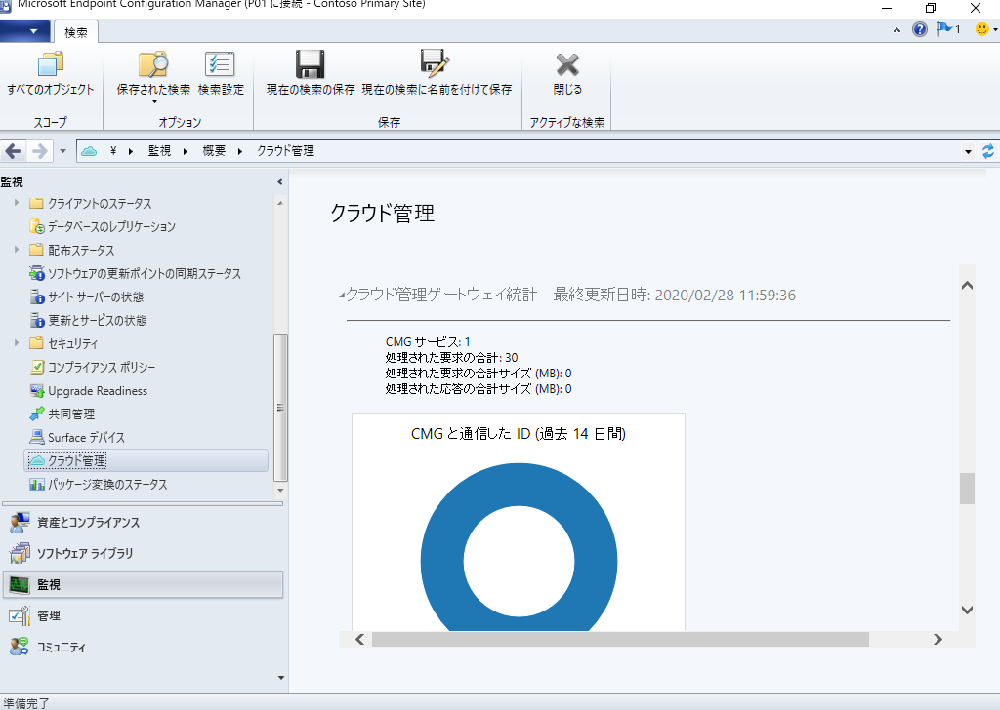 Microsoft Endpoint Configuration Manager (P01 に接続 - Contoso Primary Site)
検索
1
すべてのオブジェクト
保存された検索
検索設定
現在の検索の保存
現在の検索に名前を付けて保存
閉じる
スコープ
オプション
保存
アクティブな検索
¥ 監視 概要 クラウド管理
監視
クライアントのステータス
データベースのレプリケーション
配布ステータス
ソフトウェアの更新ポイントの同期ステータス
サイト サーバーの状態
更新とサービスの状態
セキュリティ
コンプライアンス ポリシー
Upgrade Readiness
共同管理
Surface デバイス
クラウド管理
パッケージ変換のステータス
資産とコンプライアンス
ソフトウェア ライブラリ
監視
管理
コミュニティ
クラウド管理
クラウド管理ゲートウェイ統計 - 最終更新日時: 2020/02/28 11:59:36
CMG サービス: 1
処理された要求の合計: 30
処理された要求の合計サイズ (MB): 0
処理された応答の合計サイズ (MB): 0
CMG と通信した ID (過去 14 日間)
準備完了